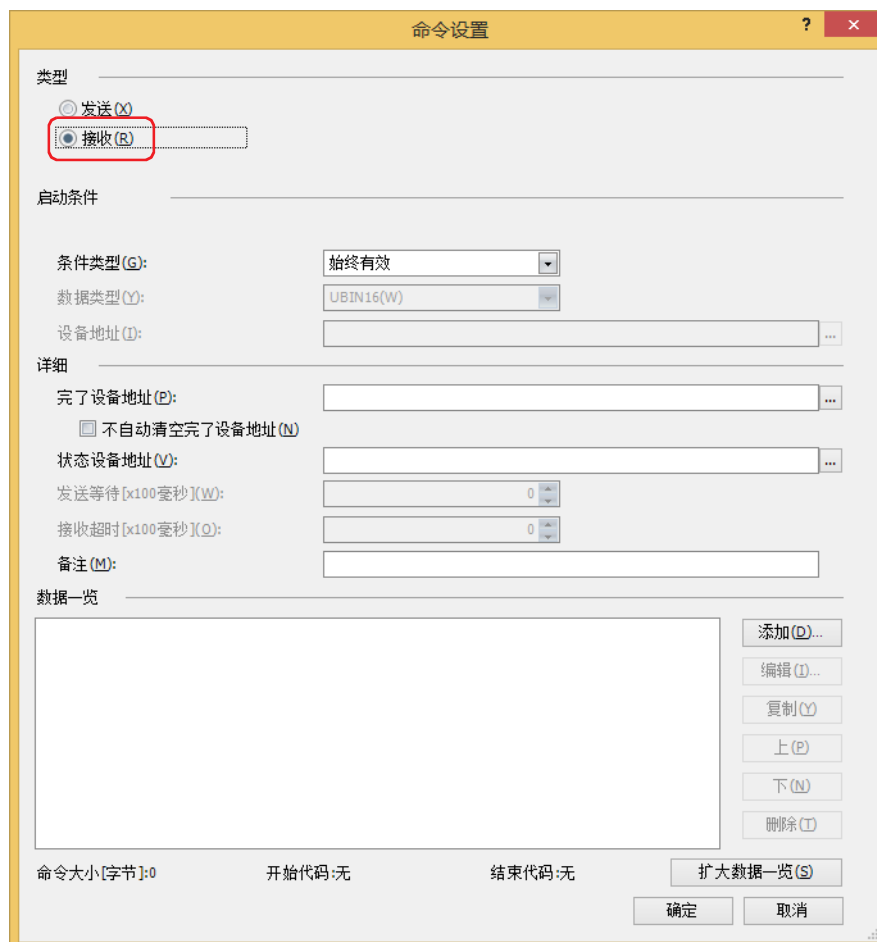 命令设置
?
类型
发送(X)
接收(R)
启动条件
条件类型(G): 始终有效
数据类型(Y): UBIN16(W)
设备地址(I): ...
详细
完了设备地址(P): ...
不自动清空完了设备地址(N)
状态设备地址(V): ...
发送等待[x100毫秒](W): 0
接收超时[x100毫秒](O): 0
备注(M):
数据一览
添加(D)...
编辑(I)...
复制(Y)
上(P)
下(N)
删除(T)
命令大小[字节]:0 开始代码:无 结束代码:无 扩大数据一览(S)
确定 取消